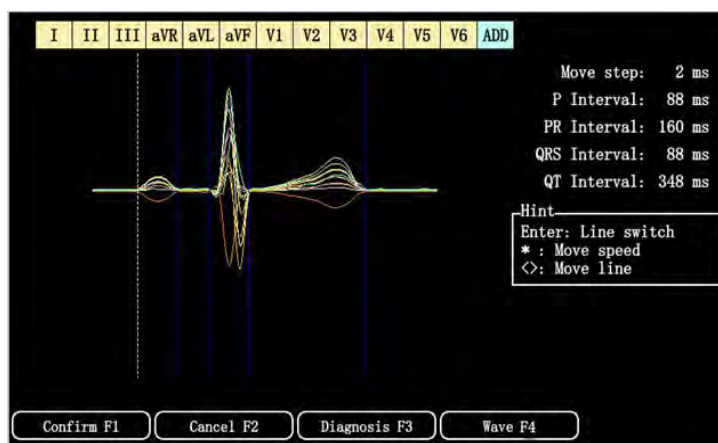 I II III aVR aVL aVF V1 V2 V3 V4 V5 V6 ADD
Move step: 2 ms
P Interval: 88 ms
PR Interval: 160 ms
QRS Interval: 88 ms
QT Interval: 348 ms
Hint
Enter: Line switch
* : Move speed
<>: Move line
Confirm F1 Cancel F2 Diagnosis F3 Wave F4